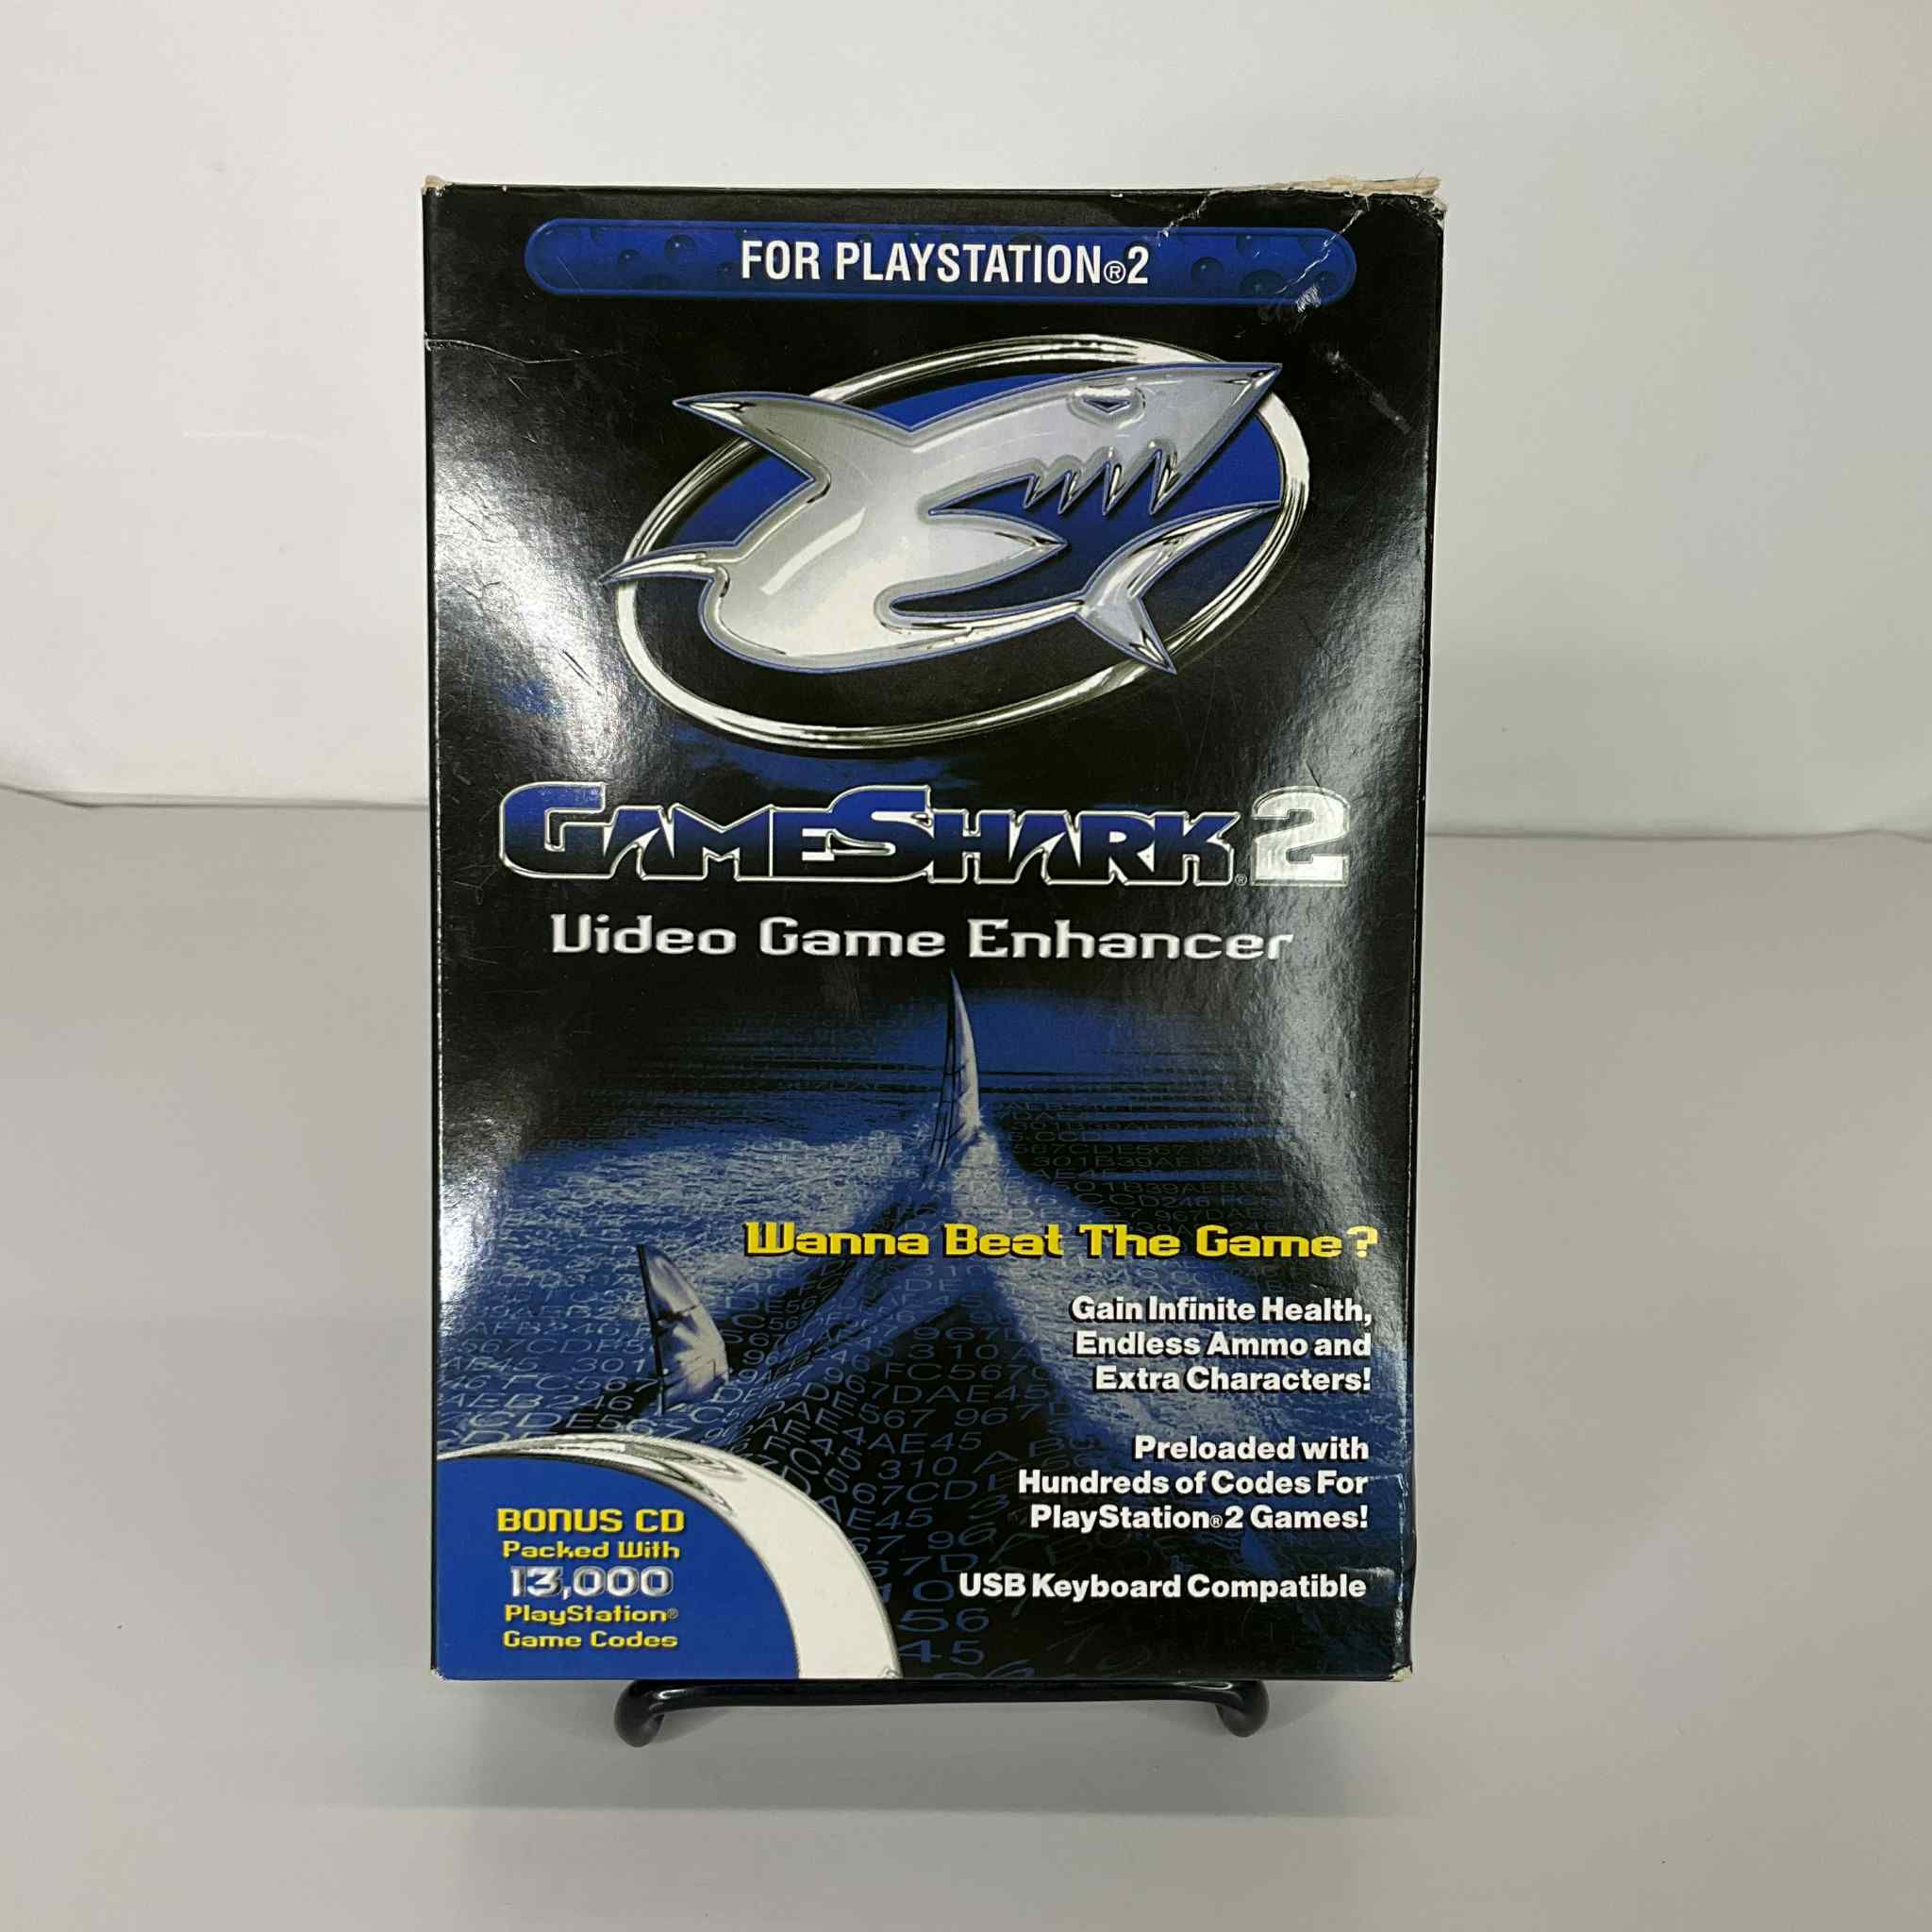 FOR PLAYSTATION®2
GAMESHARK®2
Video Game Enhancer
Wanna Beat The Game?
Gain Infinite Health,
Endless Ammo and
Extra Characters!
Preloaded with
Hundreds of Codes For
PlayStation®2 Games!
USB Keyboard Compatible
BONUS CD
Packed With
13,000
PlayStation®
Game Codes